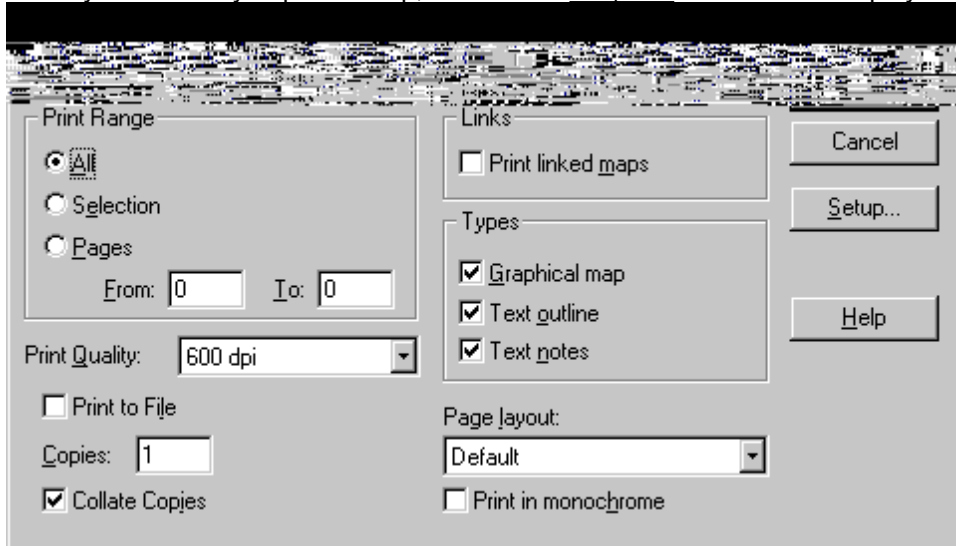 Print Range
All
Selection
Pages
From: 0 To: 0
Print Quality: 600 dpi
Print to File
Copies: 1
Collate Copies
Links
Print linked maps
Types
Graphical map
Text outline
Text notes
Page layout:
Default
Print in monochrome
Cancel
Setup...
Help